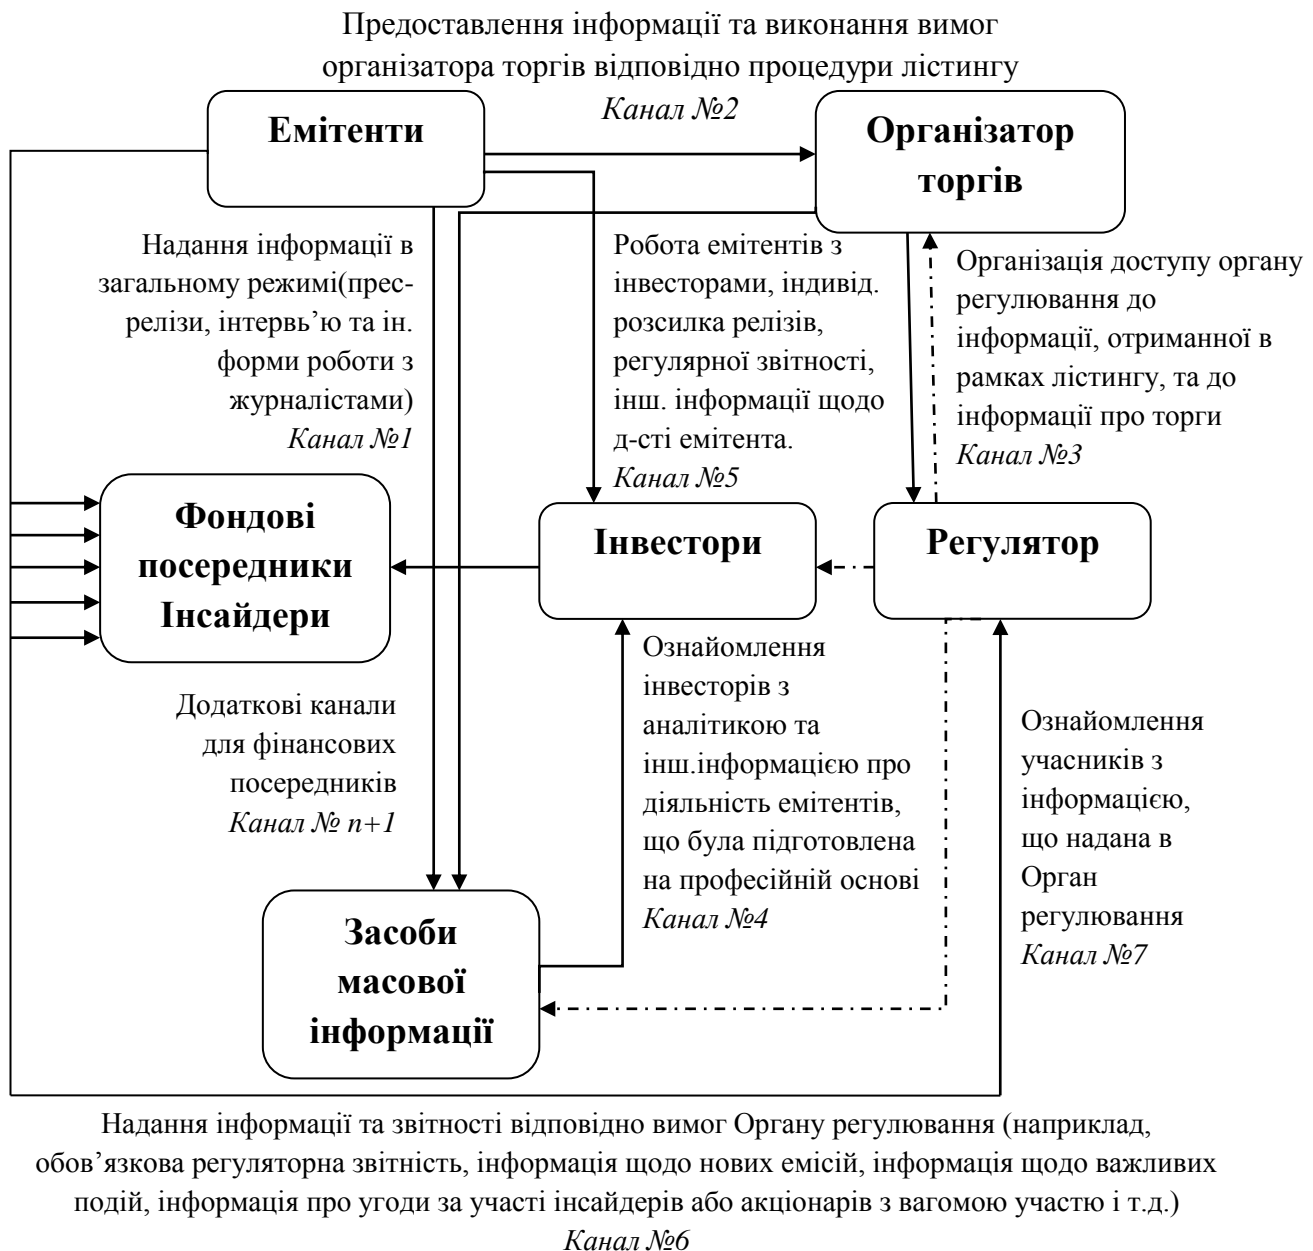 Предоставлення інформації та виконання вимог
організатора торгів відповідно процедури лістингу
Канал №2
Емітенти
Організатор
торгів
Надання інформації в
загальному режимі(прес-
релізи, інтервь’ю та ін.
форми роботи з
журналістами)
Канал №1
Робота емітентів з
інвесторами, індивід.
розсилка релізів,
регулярної звітності,
інш. інформації щодо
д-сті емітента.
Канал №5
Організація доступу органу
регулювання до
інформації, отриманної в
рамках лістингу, та до
інформації про торги
Канал №3
Фондові
посередники
Інсайдери
Інвестори
Регулятор
Додаткові канали
для фінансових
посередників
Канал № n+1
Ознайомлення
інвесторів з
аналітикою та
інш.інформацією про
діяльність емітентів,
що була підготовлена
на професійній основі
Канал №4
Ознайомлення
учасників з
інформацією,
що надана в
Орган
регулювання
Канал №7
Засоби
масової
інформації
Надання інформації та звітності відповідно вимог Органу регулювання (наприклад,
обов’язкова регуляторна звітність, інформація щодо нових емісій, інформація щодо важливих
подій, інформація про угоди за участі інсайдерів або акціонарів з вагомою участю і т.д.)
Канал №6